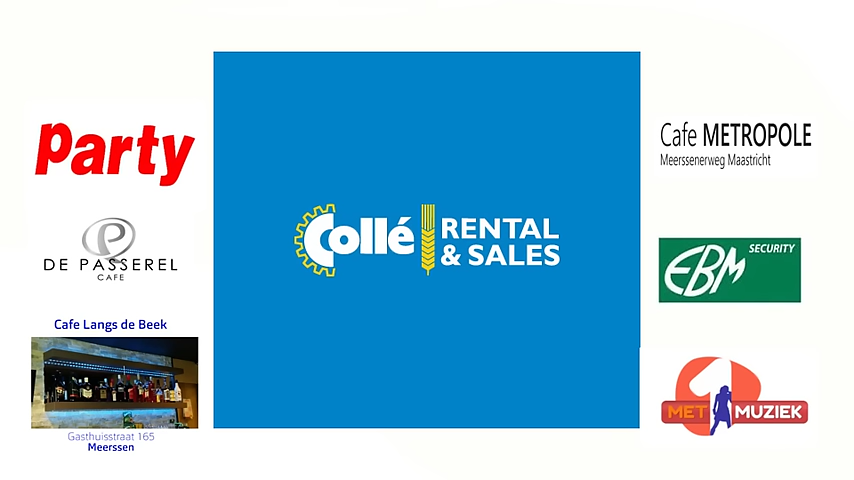 Party
DE PASSEREL
CAFE
Cafe Langs de Beek
Gasthuisstraat 165
Meerssen
Collé
RENTAL
& SALES
Cafe METROPOLE
Meerssenerweg Maastricht
EBM SECURITY
1
MET MUZIEK